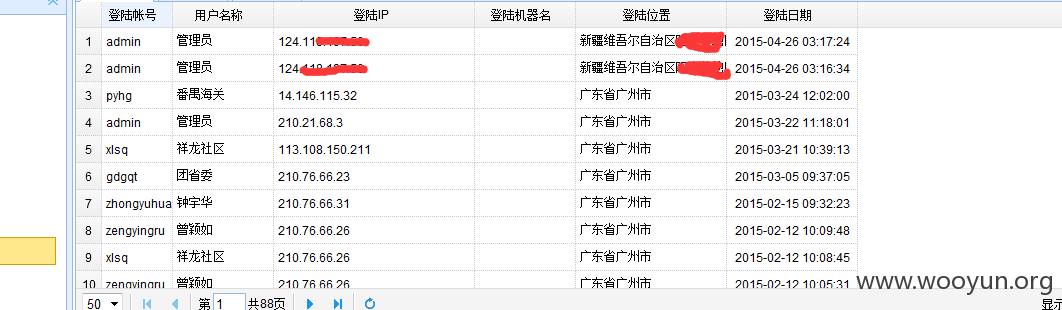 登陆帐号 用户名称 登陆IP 登陆机器名 登陆位置 登陆日期
1 admin 管理员 124.11 新疆维吾尔自治区 2015-04-26 03:17:24
2 admin 管理员 124. 新疆维吾尔自治区 2015-04-26 03:16:34
3 pyhg 番禺海关 14.146.115.32 广东省广州市 2015-03-24 12:02:00
4 admin 管理员 210.21.68.3 广东省广州市 2015-03-22 11:18:01
5 xlsq 祥龙社区 113.108.150.211 广东省广州市 2015-03-21 10:39:13
6 gdgqt 团省委 210.76.66.23 广东省广州市 2015-03-05 09:37:05
7 zhongyuhua 钟宇华 210.76.66.31 广东省广州市 2015-02-15 09:32:23
8 zengyingru 曾颖如 210.76.66.26 广东省广州市 2015-02-12 10:09:48
9 xlsq 祥龙社区 210.76.66.26 广东省广州市 2015-02-12 10:08:45
10 zengyingru 曾颖如 210.76.66.26 广东省广州市 2015-02-12 10:05:31
www.wooyun.org
50 第 1 共88页 显示